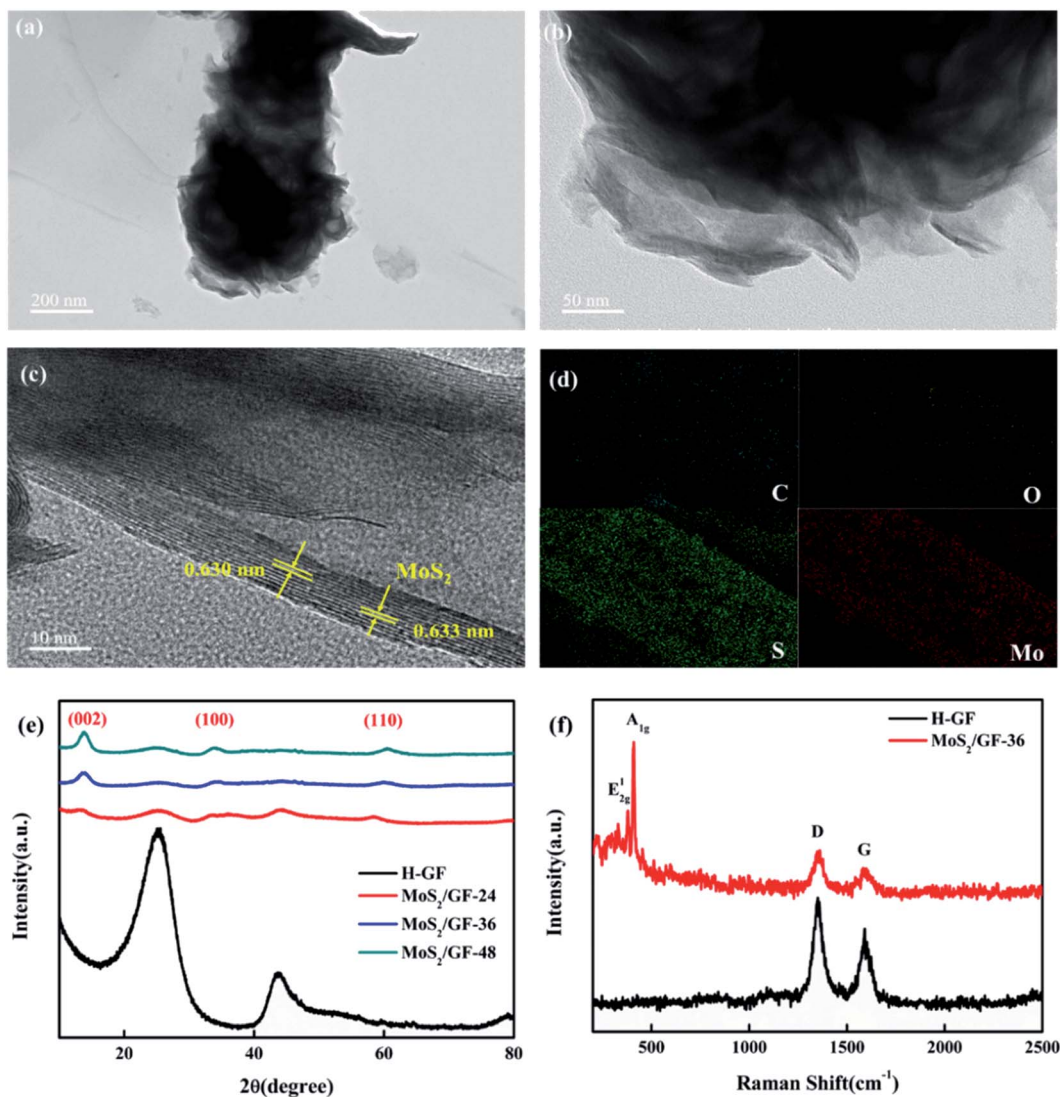 (a)
200 nm
(b)
50 nm
(c)
0.630 nm
MoS₂
0.633 nm
10 nm
(d)
C
O
S
Mo
(e)
(002)
(100)
(110)
H-GF
MoS₂/GF-24
MoS₂/GF-36
MoS₂/GF-48
Intensity(a.u.)
20
40
60
80
2θ(degree)
(f)
H-GF
MoS₂/GF-36
A₁g
E¹₂g
D
G
Intensity(a.u.)
500
1000
1500
2000
2500
Raman Shift(cm⁻¹)